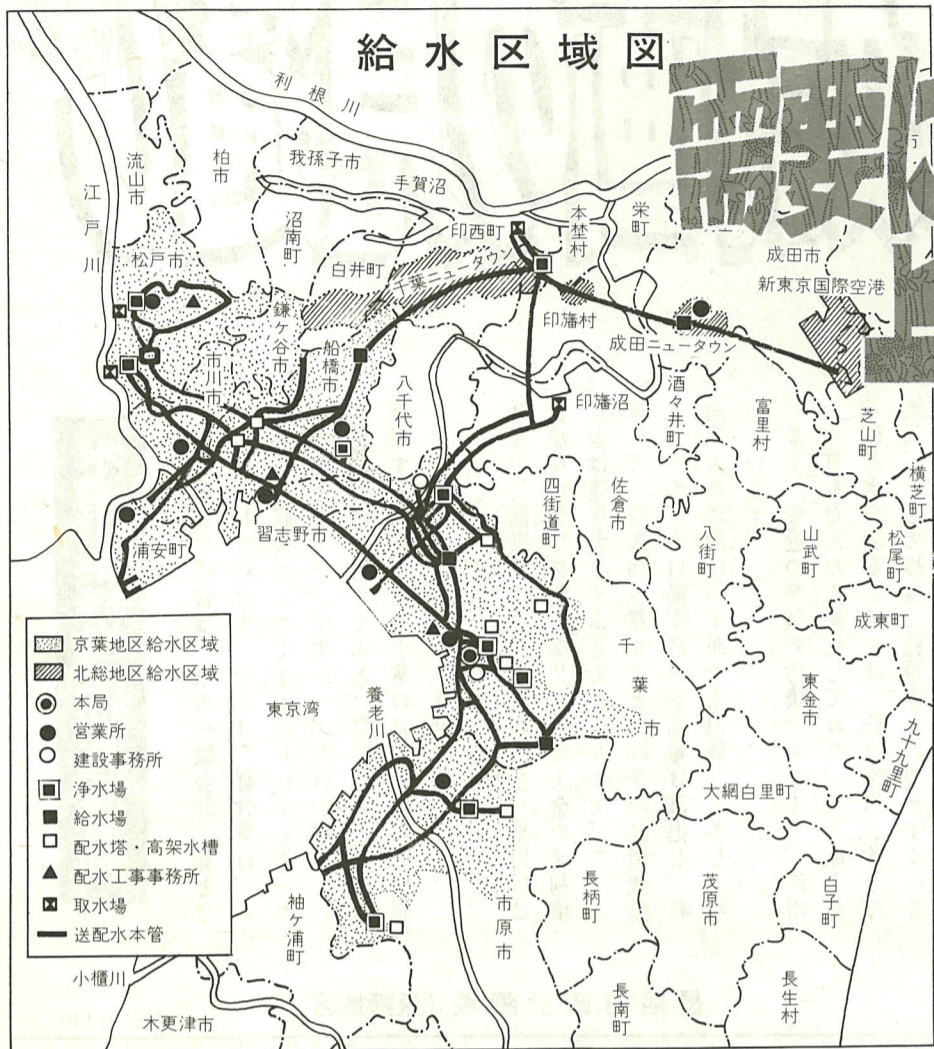 給水区域図
需要
利根川
江戸川
流山市
柏市
我孫子市
手賀沼
沼南町
印西町
本埜村
栄町
成田市
新東京国際空港
松戸市
白井町
千葉ニュータウン
鎌ヶ谷市
船橋市
市川市
印旛村
成田ニュータウン
八千代市
印旛沼
酒々井町
富里村
芝山町
横芝町
四街道町
佐倉市
八街町
山武町
松尾町
成東町
浦安町
習志野市
千葉市
東金市
九十九里町
東京湾
養老川
大網白里町
長柄町
茂原市
白子町
市原市
袖ヶ浦町
小櫃川
木更津市
長南町
長生村
京葉地区給水区域
北総地区給水区域
本局
営業所
建設事務所
浄水場
給水場
配水塔・高架水槽
配水工事事務所
取水場
送配水本管